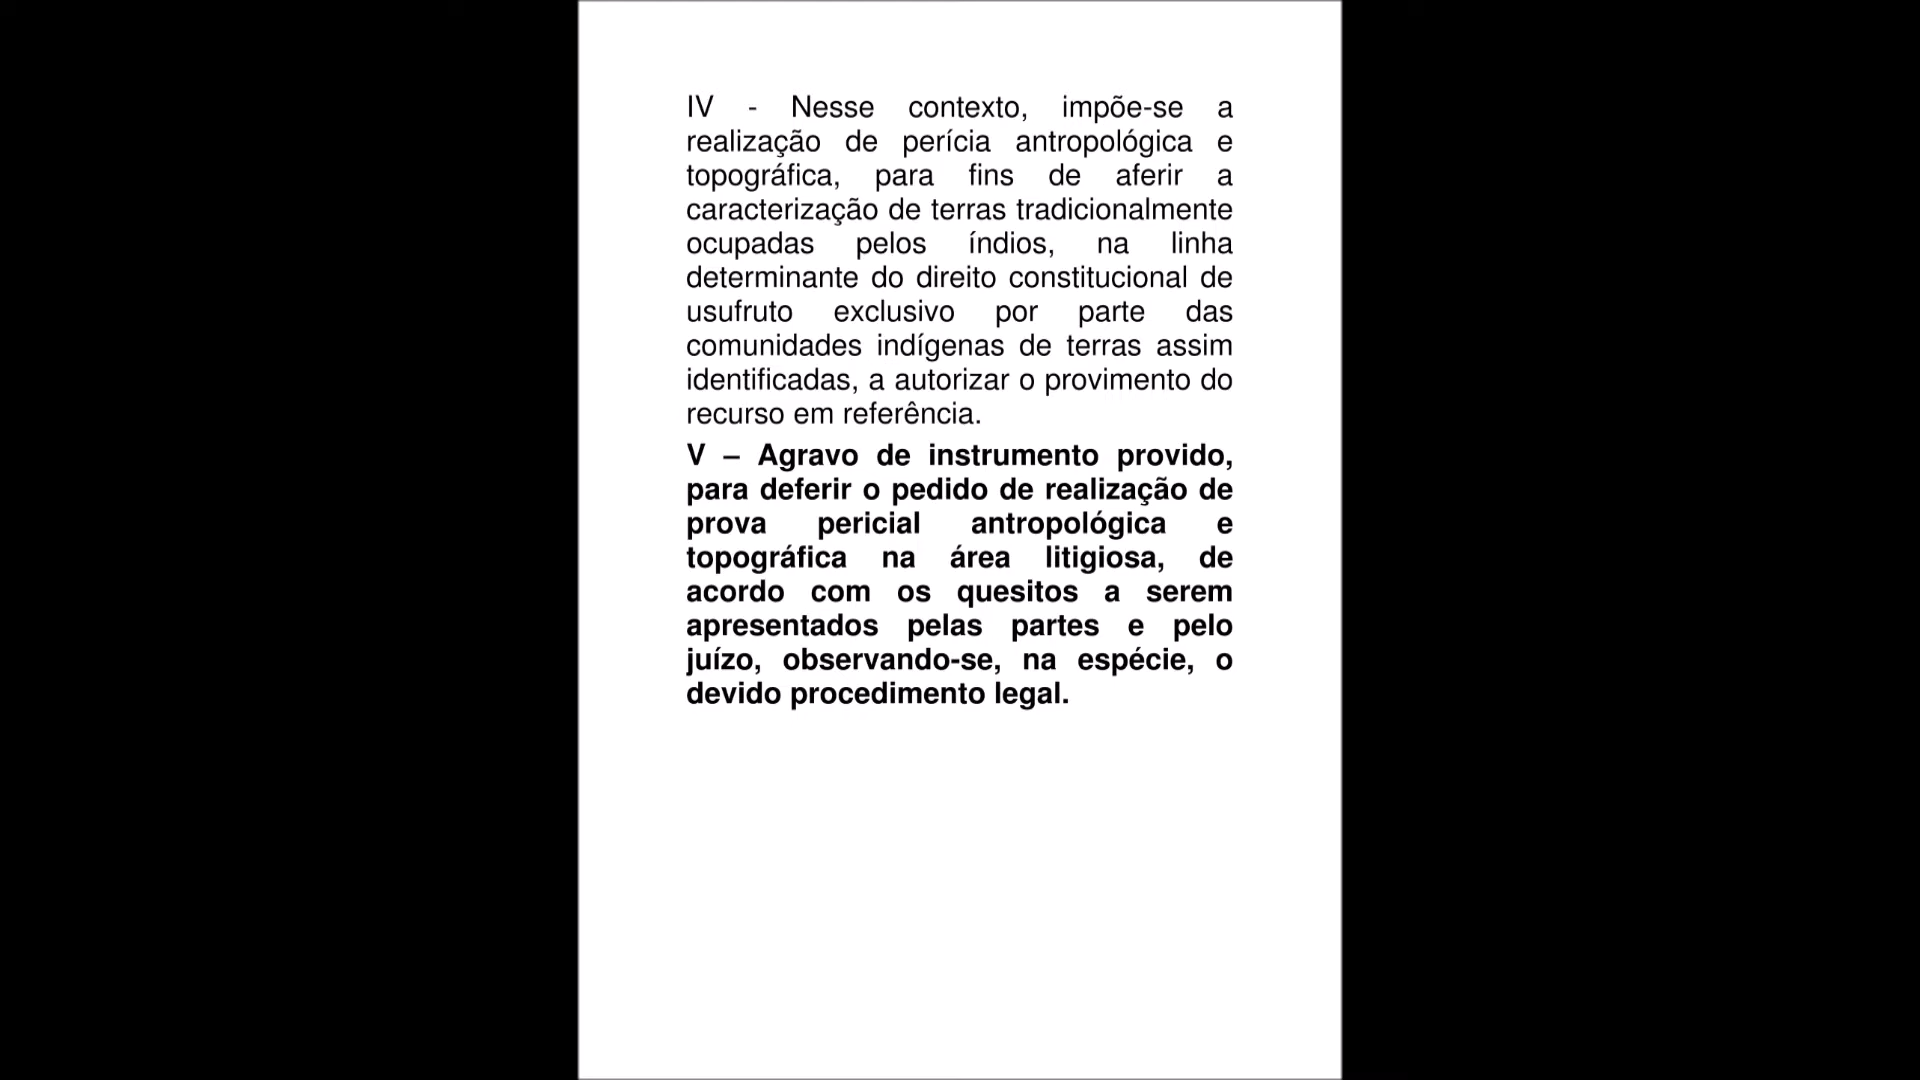 IV - Nesse contexto, impõe-se a
realização de perícia antropológica e
topográfica, para fins de aferir a
caracterização de terras tradicionalmente
ocupadas pelos índios, na linha
determinante do direito constitucional de
usufruto exclusivo por parte das
comunidades indígenas de terras assim
identificadas, a autorizar o provimento do
recurso em referência.
V – Agravo de instrumento provido,
para deferir o pedido de realização de
prova pericial antropológica e
topográfica na área litigiosa, de
acordo com os quesitos a serem
apresentados pelas partes e pelo
juízo, observando-se, na espécie, o
devido procedimento legal.